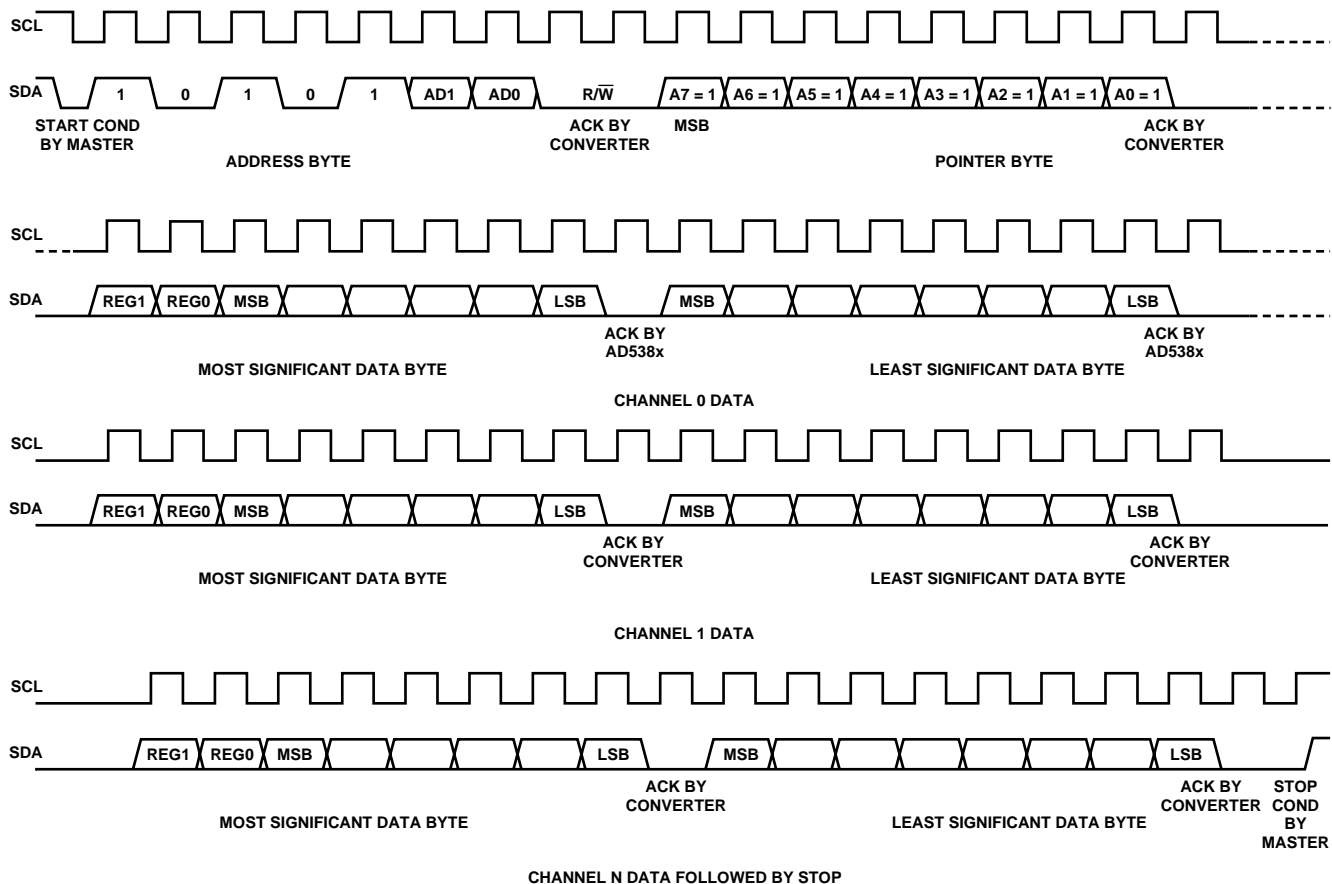 SCL
SDA 1 0 1 0 1 AD1 AD0 R/W̅ A7 = 1 A6 = 1 A5 = 1 A4 = 1 A3 = 1 A2 = 1 A1 = 1 A0 = 1
START COND
BY MASTER
ACK BY
CONVERTER
MSB
ACK BY
CONVERTER
ADDRESS BYTE
POINTER BYTE
SCL
SDA REG1 REG0 MSB LSB MSB LSB
ACK BY
AD538x
ACK BY
AD538x
MOST SIGNIFICANT DATA BYTE
LEAST SIGNIFICANT DATA BYTE
CHANNEL 0 DATA
SCL
SDA REG1 REG0 MSB LSB MSB LSB
ACK BY
CONVERTER
ACK BY
CONVERTER
MOST SIGNIFICANT DATA BYTE
LEAST SIGNIFICANT DATA BYTE
CHANNEL 1 DATA
SCL
SDA REG1 REG0 MSB LSB MSB LSB
ACK BY
CONVERTER
ACK BY
CONVERTER
STOP
COND
BY
MASTER
MOST SIGNIFICANT DATA BYTE
LEAST SIGNIFICANT DATA BYTE
CHANNEL N DATA FOLLOWED BY STOP